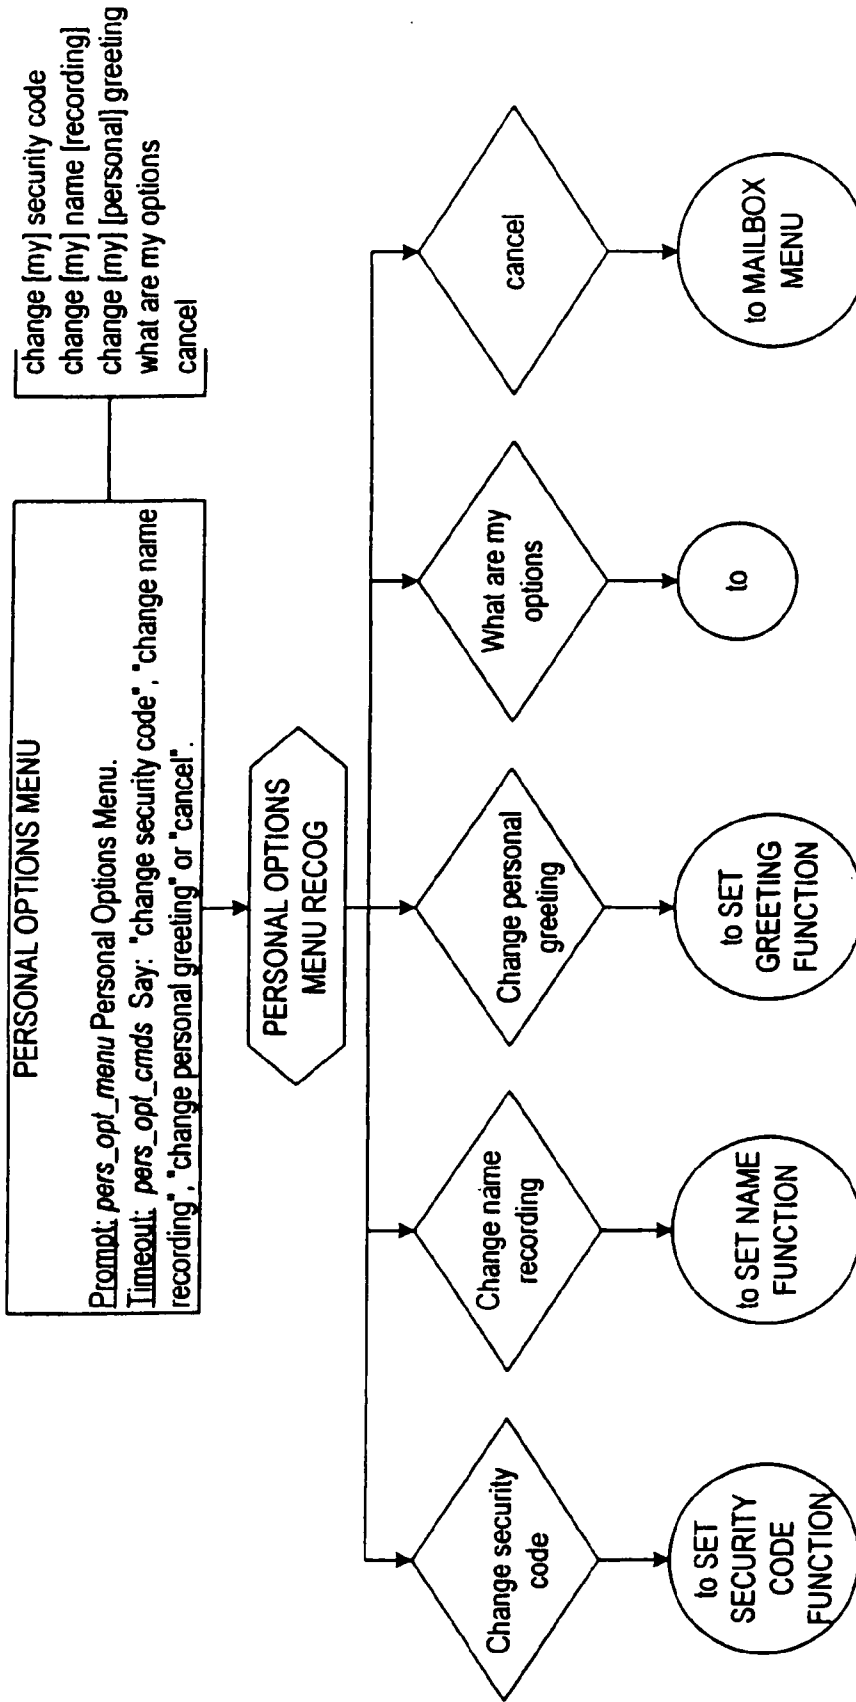 PERSONAL OPTIONS MENU
Prompt: pers_opt_menu Personal Options Menu.
Timeout: pers_opt_cmds Say: "change security code", "change name
recording", "change personal greeting" or "cancel".
change [my] security code
change [my] name [recording]
change [my] [personal] greeting
what are my options
cancel
PERSONAL OPTIONS
MENU RECOG
Change security
code
Change name
recording
Change personal
greeting
What are my
options
cancel
to SET
SECURITY
CODE
FUNCTION
to SET NAME
FUNCTION
to SET
GREETING
FUNCTION
to
to MAILBOX
MENU